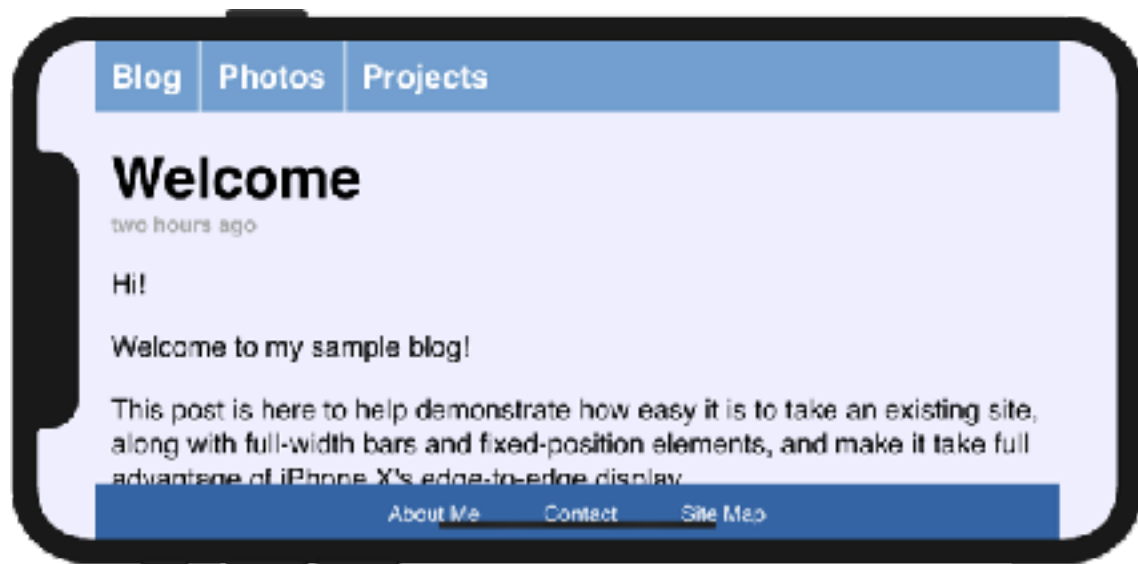 Blog Photos Projects
Welcome
two hours ago
Hi!
Welcome to my sample blog!
This post is here to help demonstrate how easy it is to take an existing site,
along with full-width bars and fixed-position elements, and make it take full
advantage of iPhone X's edge-to-edge display
About Me Contact Site Map